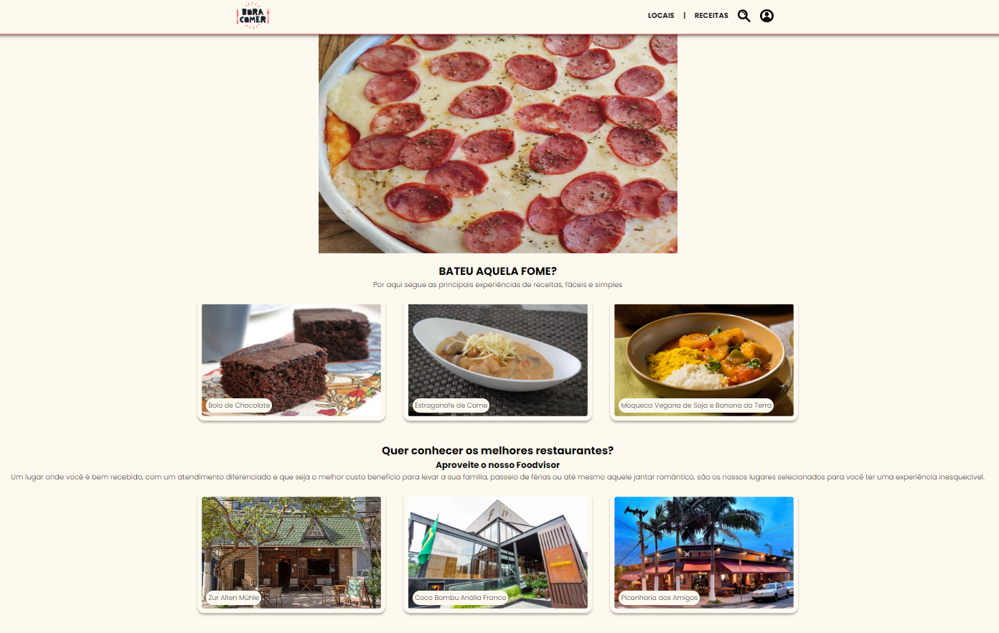 BORA
COMER
LOCAIS | RECEITAS
BATEU AQUELA FOME?
Por aqui segue as principais experiências de receitas, fáceis e simples
Bolo de Chocolate
Estrogonofe de Carne
Moqueca Vegana de Soja e Banana da Terra
Quer conhecer os melhores restaurantes?
Aproveite o nosso Foodvisor
Um lugar onde você é bem recebido, com um atendimento diferenciado e que seja o melhor custo benefício para levar a sua família, passeio de férias ou até mesmo aquele jantar romântico, são os nossos lugares selecionados para você ter uma experiência inesquecível.
PICANHARIA
DOS AMIGOS
Zur Alten Mühle
Coco Bambu Anália Franco
Picanharia dos Amigos